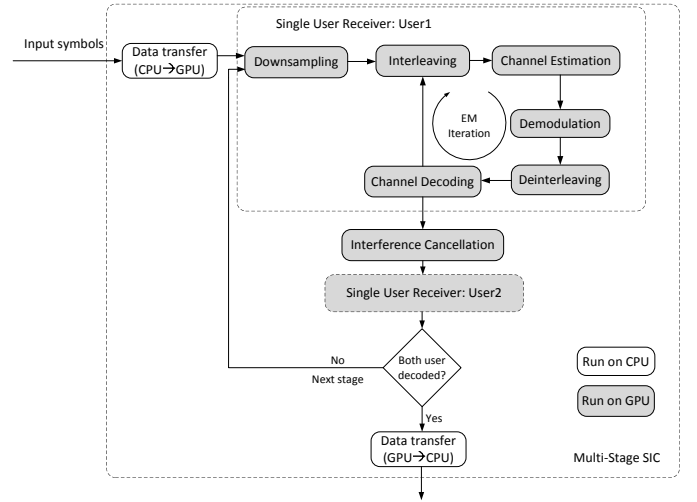 Single User Receiver: User1
Input symbols
Data transfer
(CPU→GPU)
Downsampling
Interleaving
Channel Estimation
EM
Iteration
Demodulation
Channel Decoding
Deinterleaving
Interference Cancellation
Single User Receiver: User2
No
Next stage
Both user
decoded?
Yes
Run on CPU
Run on GPU
Data transfer
(GPU→CPU)
Multi-Stage SIC